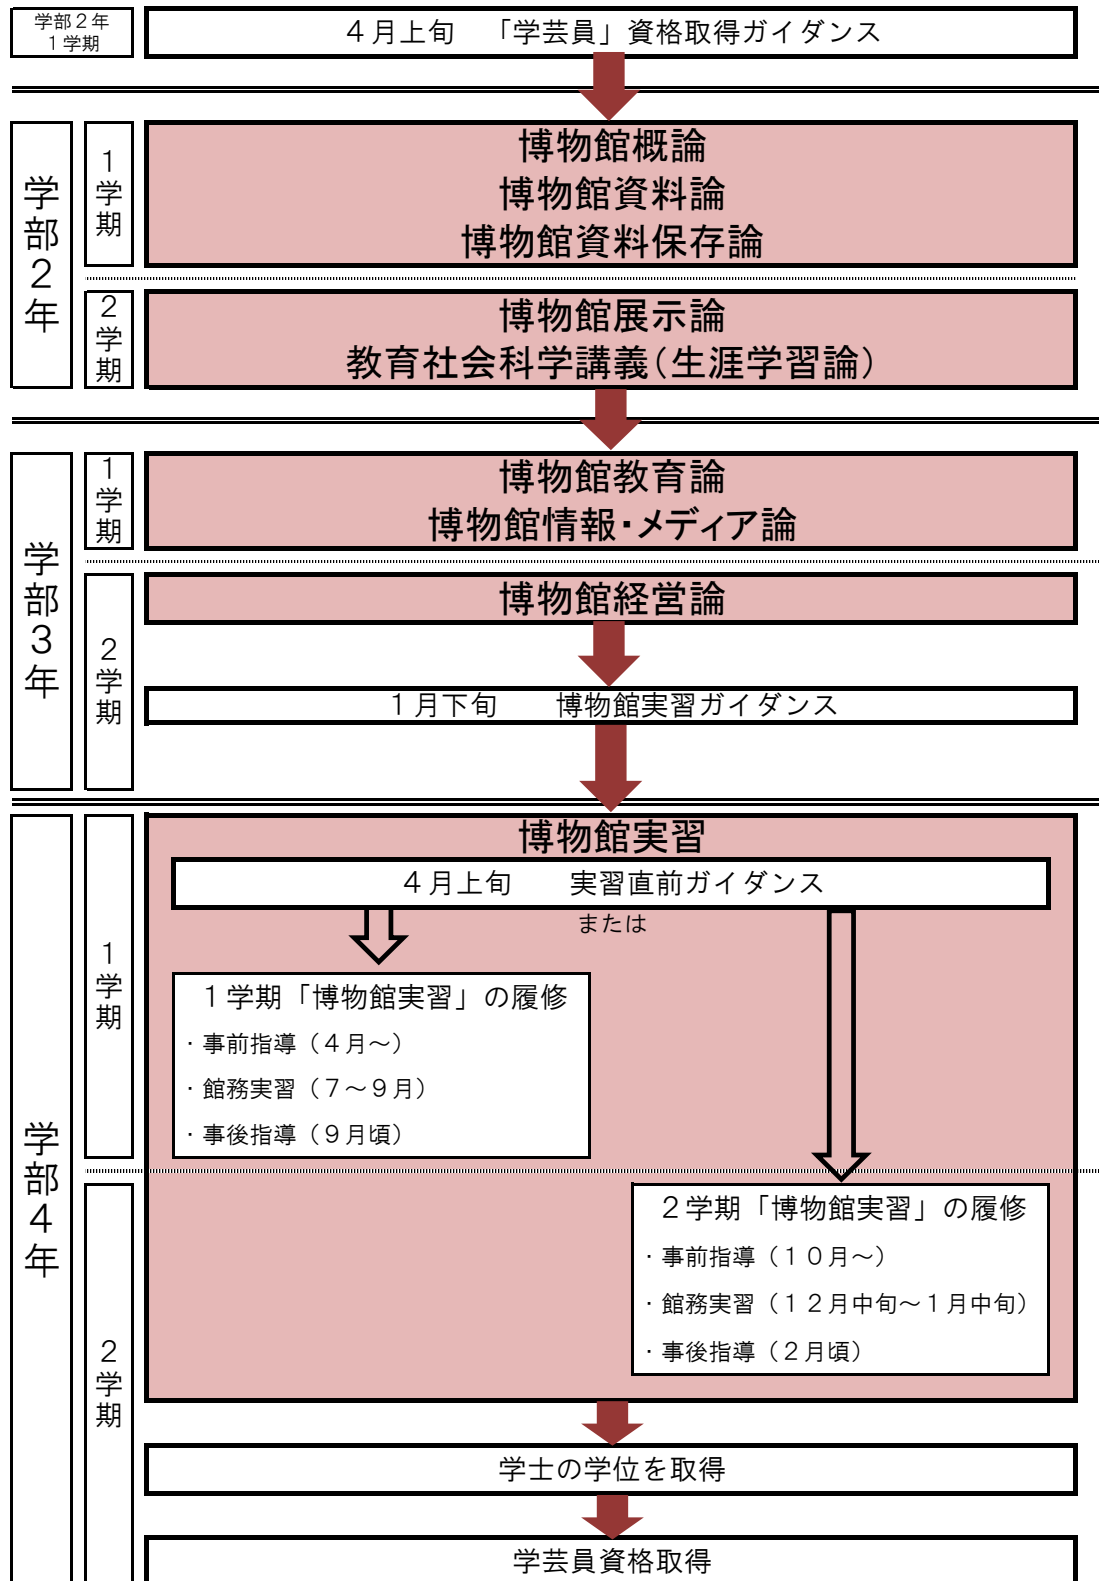 学部２年
１学期
４月上旬　「学芸員」資格取得ガイダンス
学部２年
１学期
博物館概論
博物館資料論
博物館資料保存論
２学期
博物館展示論
教育社会科学講義（生涯学習論）
学部３年
１学期
博物館教育論
博物館情報・メディア論
２学期
博物館経営論
１月下旬　　博物館実習ガイダンス
学部４年
１学期
博物館実習
４月上旬　　実習直前ガイダンス
または
１学期「博物館実習」の履修
・事前指導（４月～）
・館務実習（７～９月）
・事後指導（９月頃）
２学期
２学期「博物館実習」の履修
・事前指導（１０月～）
・館務実習（１２月中旬～１月中旬）
・事後指導（２月頃）
学士の学位を取得
学芸員資格取得